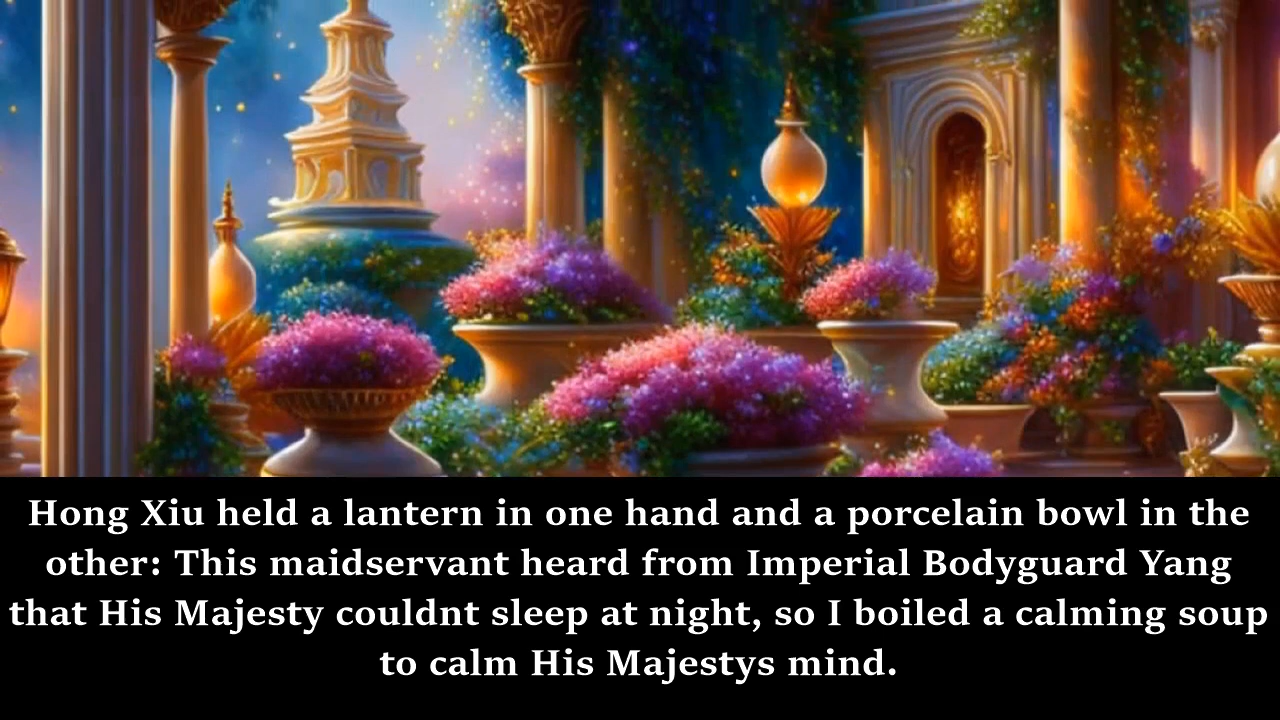 Hong Xiu held a lantern in one hand and a porcelain bowl in the
other: This maidservant heard from Imperial Bodyguard Yang
that His Majesty couldnt sleep at night, so I boiled a calming soup
to calm His Majestys mind.